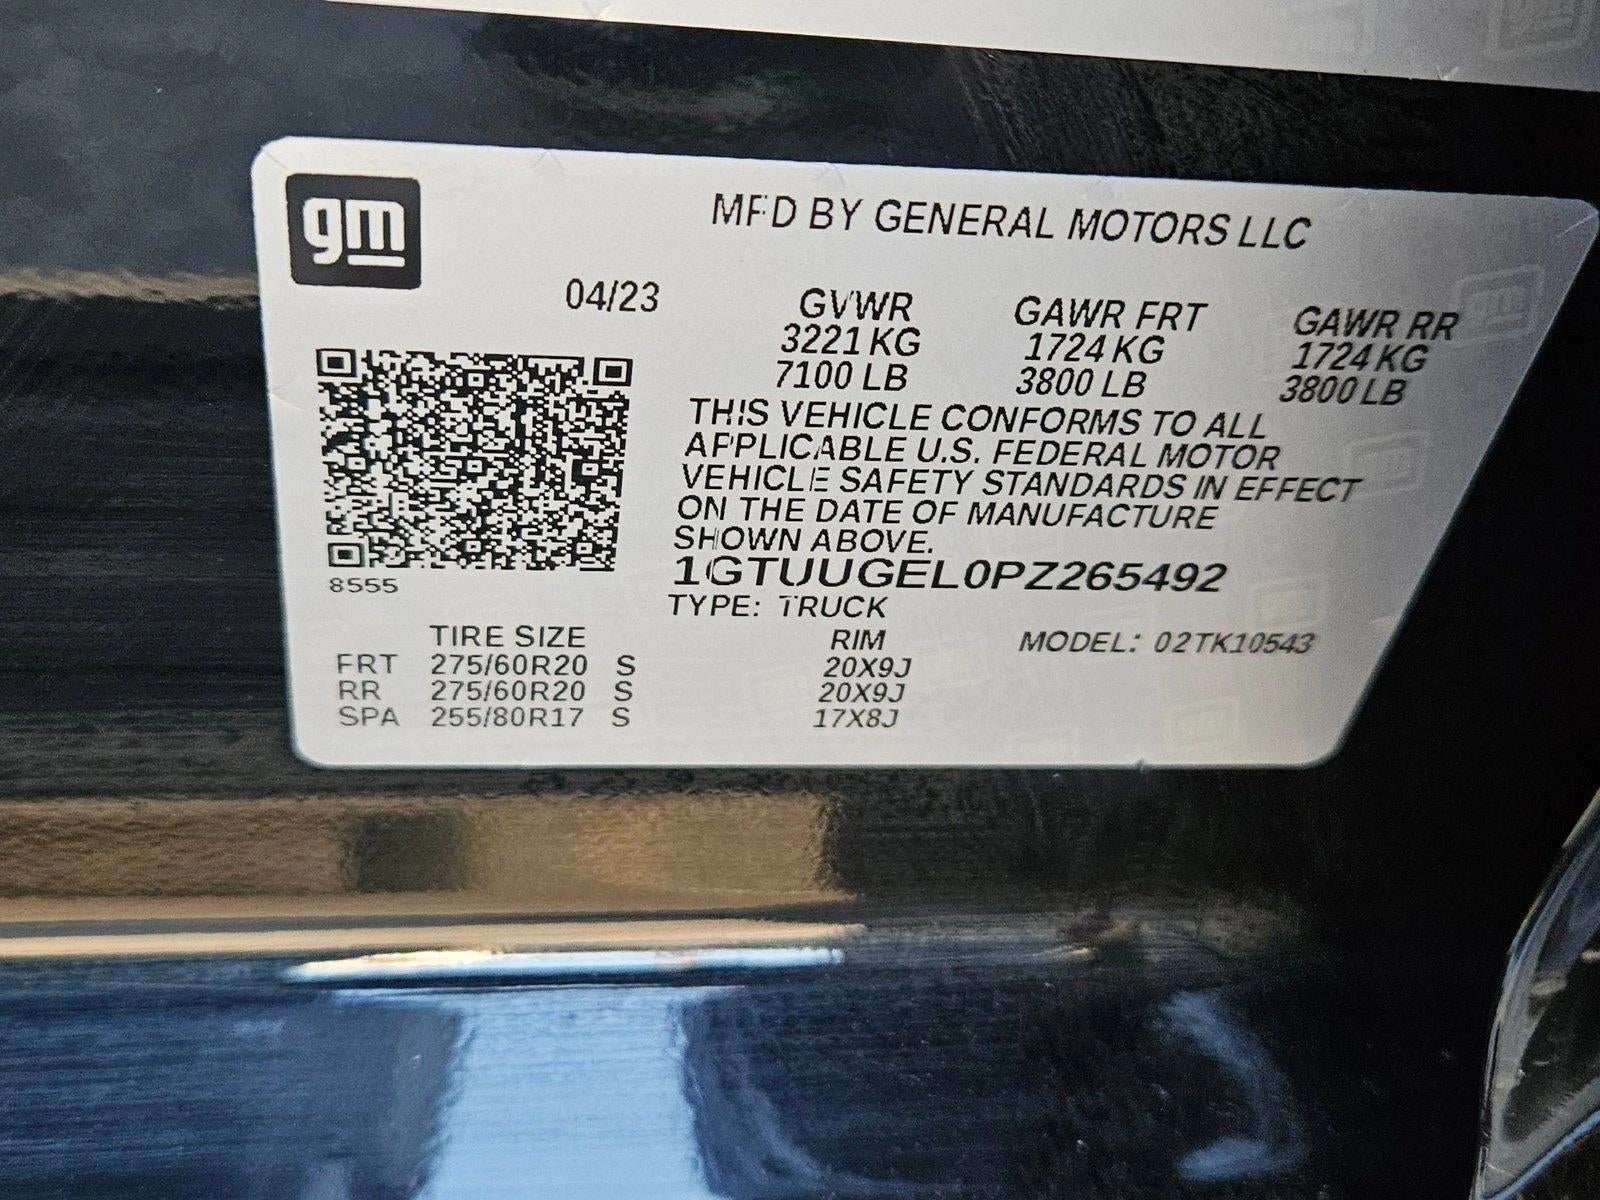 gm
MFD BY GENERAL MOTORS LLC
04/23 GVWR GAWR FRT GAWR RR
3221 KG 1724 KG 1724 KG
7100 LB 3800 LB 3800 LB
THIS VEHICLE CONFORMS TO ALL
APPLICABLE U.S. FEDERAL MOTOR
VEHICLE SAFETY STANDARDS IN EFFECT
ON THE DATE OF MANUFACTURE
SHOWN ABOVE.
8555
1GTUUGEL0PZ265492
TYPE: TRUCK
TIRE SIZE RIM MODEL: 02TK10543
FRT 275/60R20 S 20X9J
RR 275/60R20 S 20X9J
SPA 255/80R17 S 17X8J